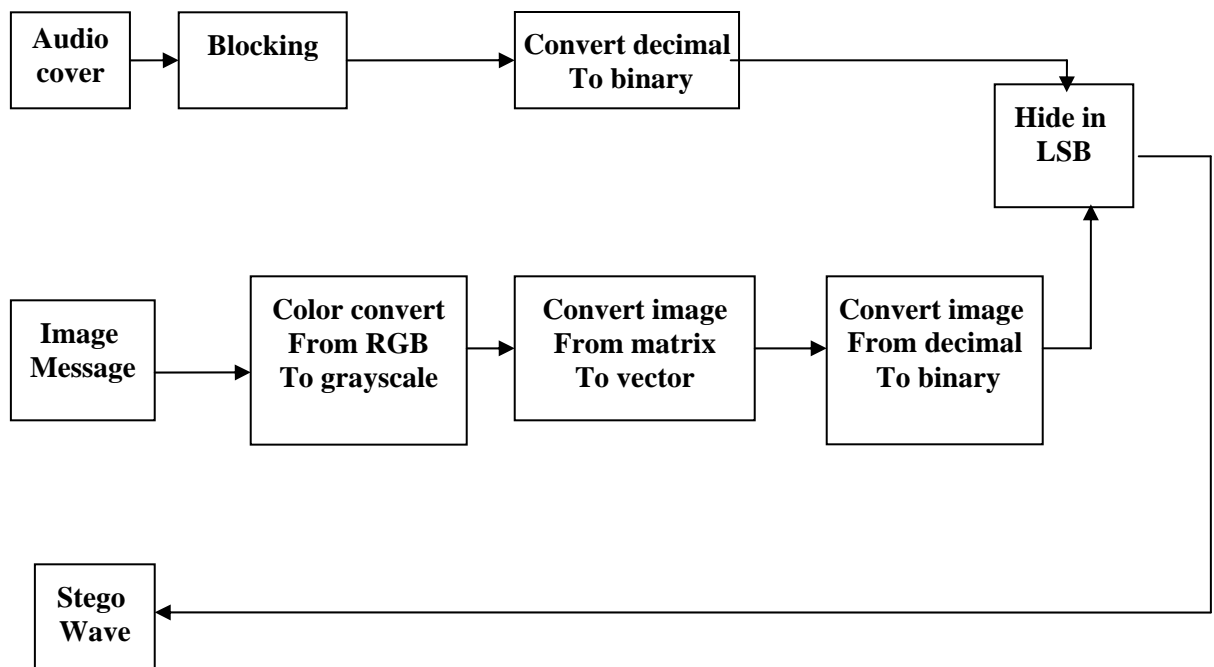 Audio
cover
Blocking
Convert decimal
To binary
Hide in
LSB
Image
Message
Color convert
From RGB
To grayscale
Convert image
From matrix
To vector
Convert image
From decimal
To binary
Stego
Wave